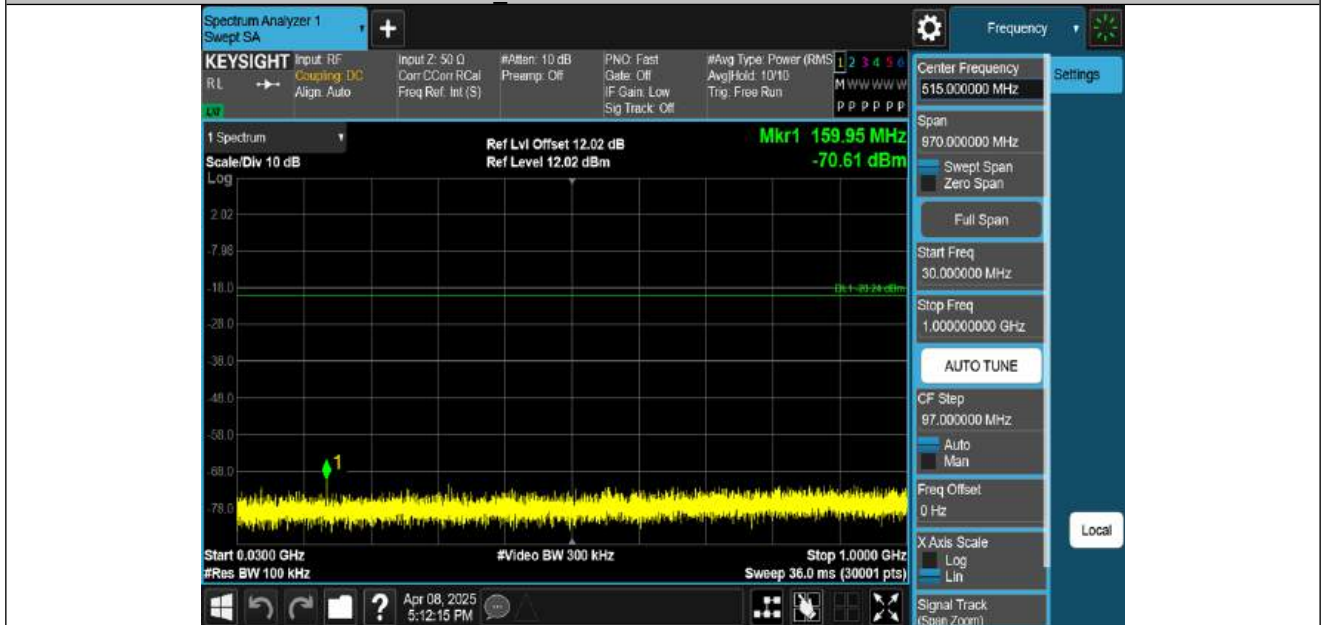 Spectrum Analyzer 1
Swept SA
Frequency
KEYSIGHT
RL
Input: RF
Coupling: DC
Align: Auto
Input Z: 50 Ω
Corr CCorr RCal
Freq Ref: Int (S)
#Atten: 10 dB
Preamp: Off
PNO: Fast
Gate: Off
IF Gain: Low
Sig Track: Off
#Avg Type: Power (RMS
Avg|Hold: 10/10
Trig: Free Run
1 2 3 4 5 6
M W W W W W
P P P P P P
1 Spectrum
Scale/Div 10 dB
Log
Ref Lvl Offset 12.02 dB
Ref Level 12.02 dBm
Mkr1 159.95 MHz
-70.61 dBm
2.02
-7.98
-18.0
DL1 -20.24 dBm
-28.0
-38.0
-48.0
-58.0
-68.0
-78.0
1
Start 0.0300 GHz
#Res BW 100 kHz
#Video BW 300 kHz
Stop 1.0000 GHz
Sweep 36.0 ms (30001 pts)
Apr 08, 2025
5:12:15 PM
Center Frequency
515.000000 MHz
Settings
Span
970.000000 MHz
Swept Span
Zero Span
Full Span
Start Freq
30.000000 MHz
Stop Freq
1.000000000 GHz
AUTO TUNE
CF Step
97.000000 MHz
Auto
Man
Freq Offset
0 Hz
X Axis Scale
Log
Lin
Local
Signal Track
(Span Zoom)